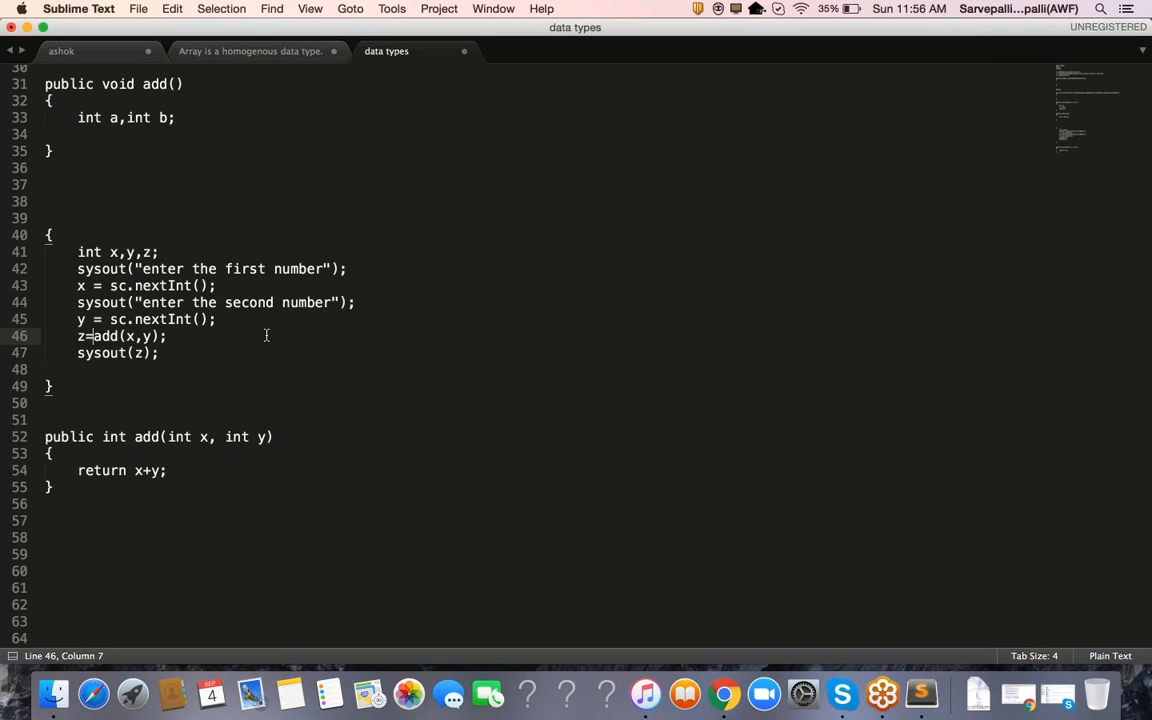 Sublime Text File Edit Selection Find View Goto Tools Project Window Help 35% Sun 11:56 AM Sarvepalli...palli(AWF)
data types UNREGISTERED
ashok Array is a homogenous data type. data types
30
31 public void add()
32 {
33 int a,int b;
34
35 }
36
37
38
39
40 {
41 int x,y,z;
42 sysout("enter the first number");
43 x = sc.nextInt();
44 sysout("enter the second number");
45 y = sc.nextInt();
46 z=add(x,y);
47 sysout(z);
48
49 }
50
51
52 public int add(int x, int y)
53 {
54 return x+y;
55 }
56
57
58
59
60
61
62
63
64
Line 46, Column 7 Tab Size: 4 Plain Text
SEP
4